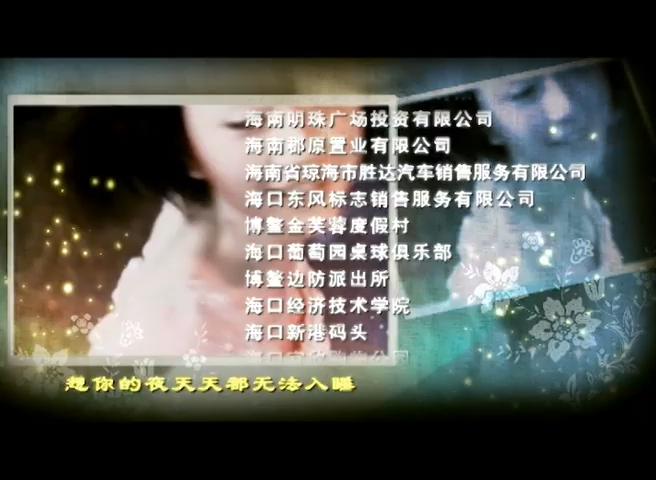 海南明珠广场投资有限公司
海南郡原置业有限公司
海南省琼海市胜达汽车销售服务有限公司
海口东风标志销售服务有限公司
博鳌金芙蓉度假村
海口葡萄园桌球俱乐部
博鳌边防派出所
海口经济技术学院
海口新港码头
想你的夜天天都无法入睡